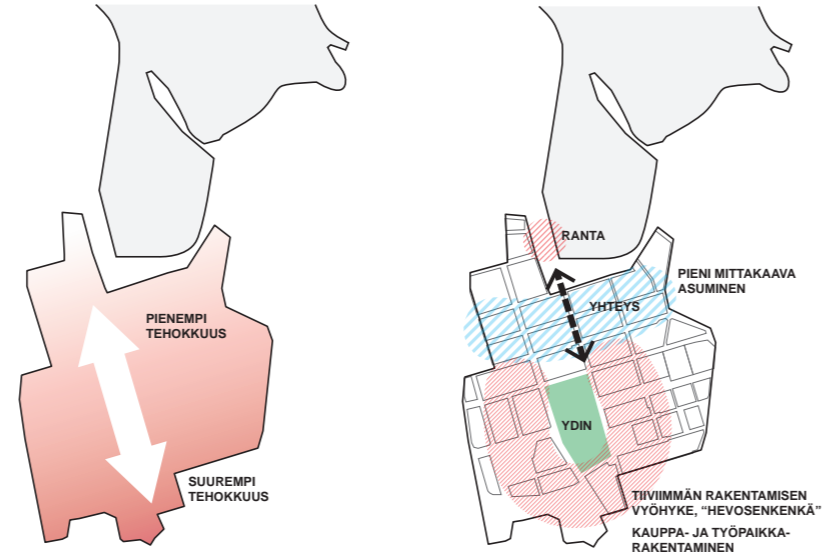 PIENEMPI
TEHOKKUUS
SUUREMPI
TEHOKKUUS
RANTA
PIENI MITTAKAAVA
ASUMINEN
YHTEYS
YDIN
TIIVIIMMÄN RAKENTAMISEN
VYÖHYKE, “HEVOSENKENKÄ”
KAUPPA- JA TYÖPAIKKA-
RAKENTAMINEN